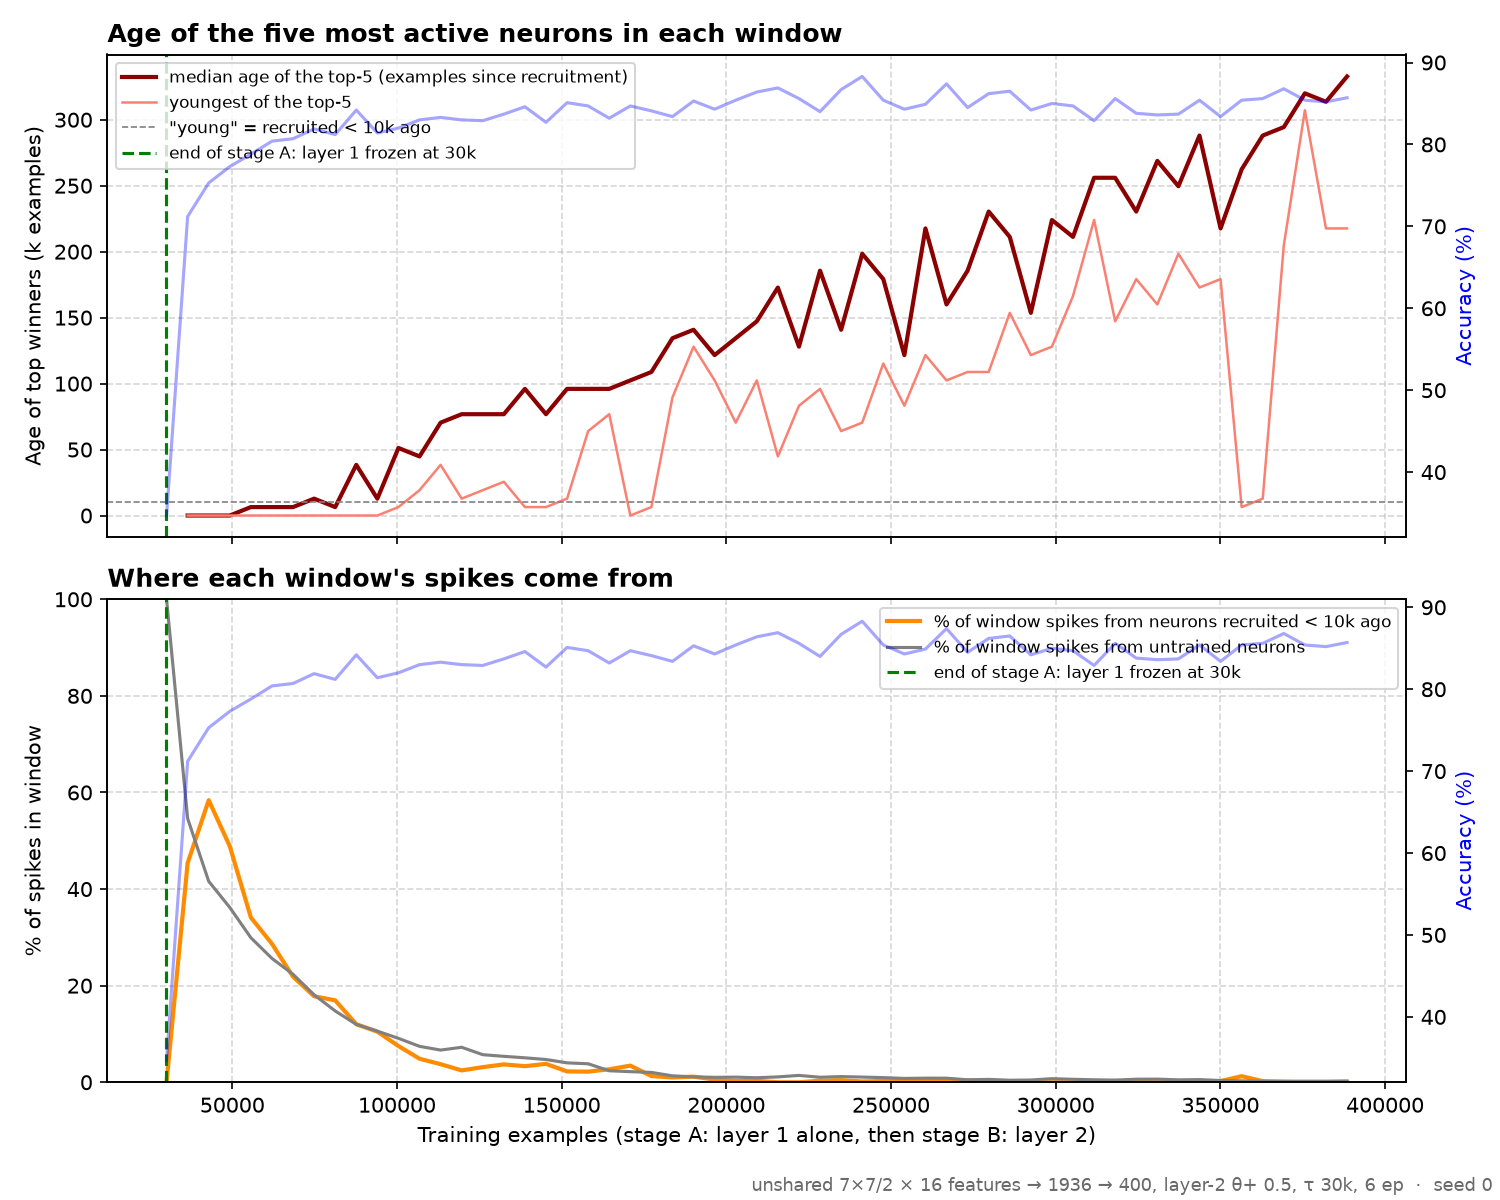 Age of the five most active neurons in each window
median age of the top-5 (examples since recruitment)
youngest of the top-5
"young" = recruited < 10k ago
end of stage A: layer 1 frozen at 30k
Age of top winners (k examples)
300
250
200
150
100
50
0
90
80
70
60
50
40
Accuracy (%)
Where each window's spikes come from
% of window spikes from neurons recruited < 10k ago
% of window spikes from untrained neurons
end of stage A: layer 1 frozen at 30k
% of spikes in window
100
80
60
40
20
0
90
80
70
60
50
40
Accuracy (%)
50000 100000 150000 200000 250000 300000 350000 400000
Training examples (stage A: layer 1 alone, then stage B: layer 2)
unshared 7×7/2 × 16 features → 1936 → 400, layer-2 θ+ 0.5, τ 30k, 6 ep · seed 0